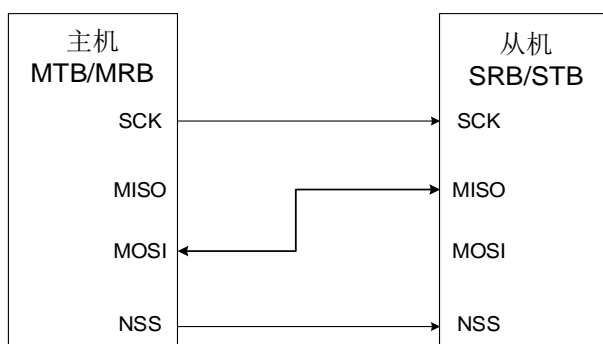 主机
MTB/MRB
SCK
MISO
MOSI
NSS
从机
SRB/STB
SCK
MISO
MOSI
NSS